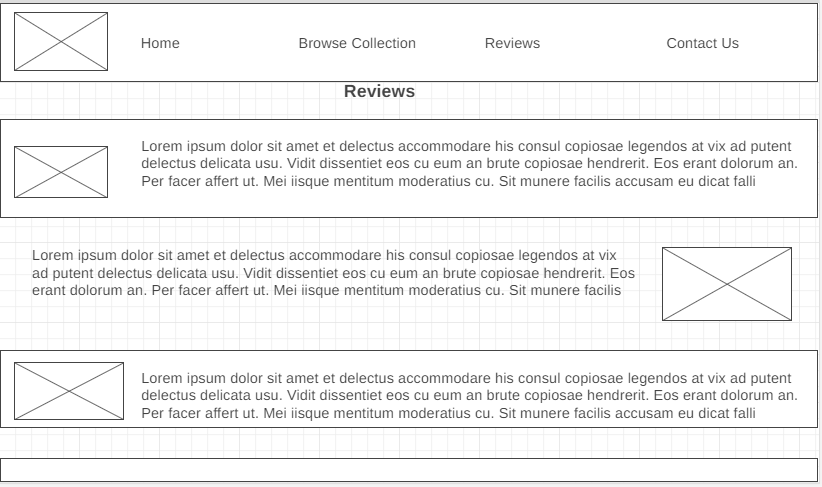 Home Browse Collection Reviews Contact Us
Reviews
Lorem ipsum dolor sit amet et delectus accommodare his consul copiosae legendos at vix ad putent
delectus delicata usu. Vidit dissentiet eos cu eum an brute copiosae hendrerit. Eos erant dolorum an.
Per facer affert ut. Mei iisque mentitum moderatius cu. Sit munere facilis accusam eu dicat falli
Lorem ipsum dolor sit amet et delectus accommodare his consul copiosae legendos at vix
ad putent delectus delicata usu. Vidit dissentiet eos cu eum an brute copiosae hendrerit. Eos
erant dolorum an. Per facer affert ut. Mei iisque mentitum moderatius cu. Sit munere facilis
Lorem ipsum dolor sit amet et delectus accommodare his consul copiosae legendos at vix ad putent
delectus delicata usu. Vidit dissentiet eos cu eum an brute copiosae hendrerit. Eos erant dolorum an.
Per facer affert ut. Mei iisque mentitum moderatius cu. Sit munere facilis accusam eu dicat falli